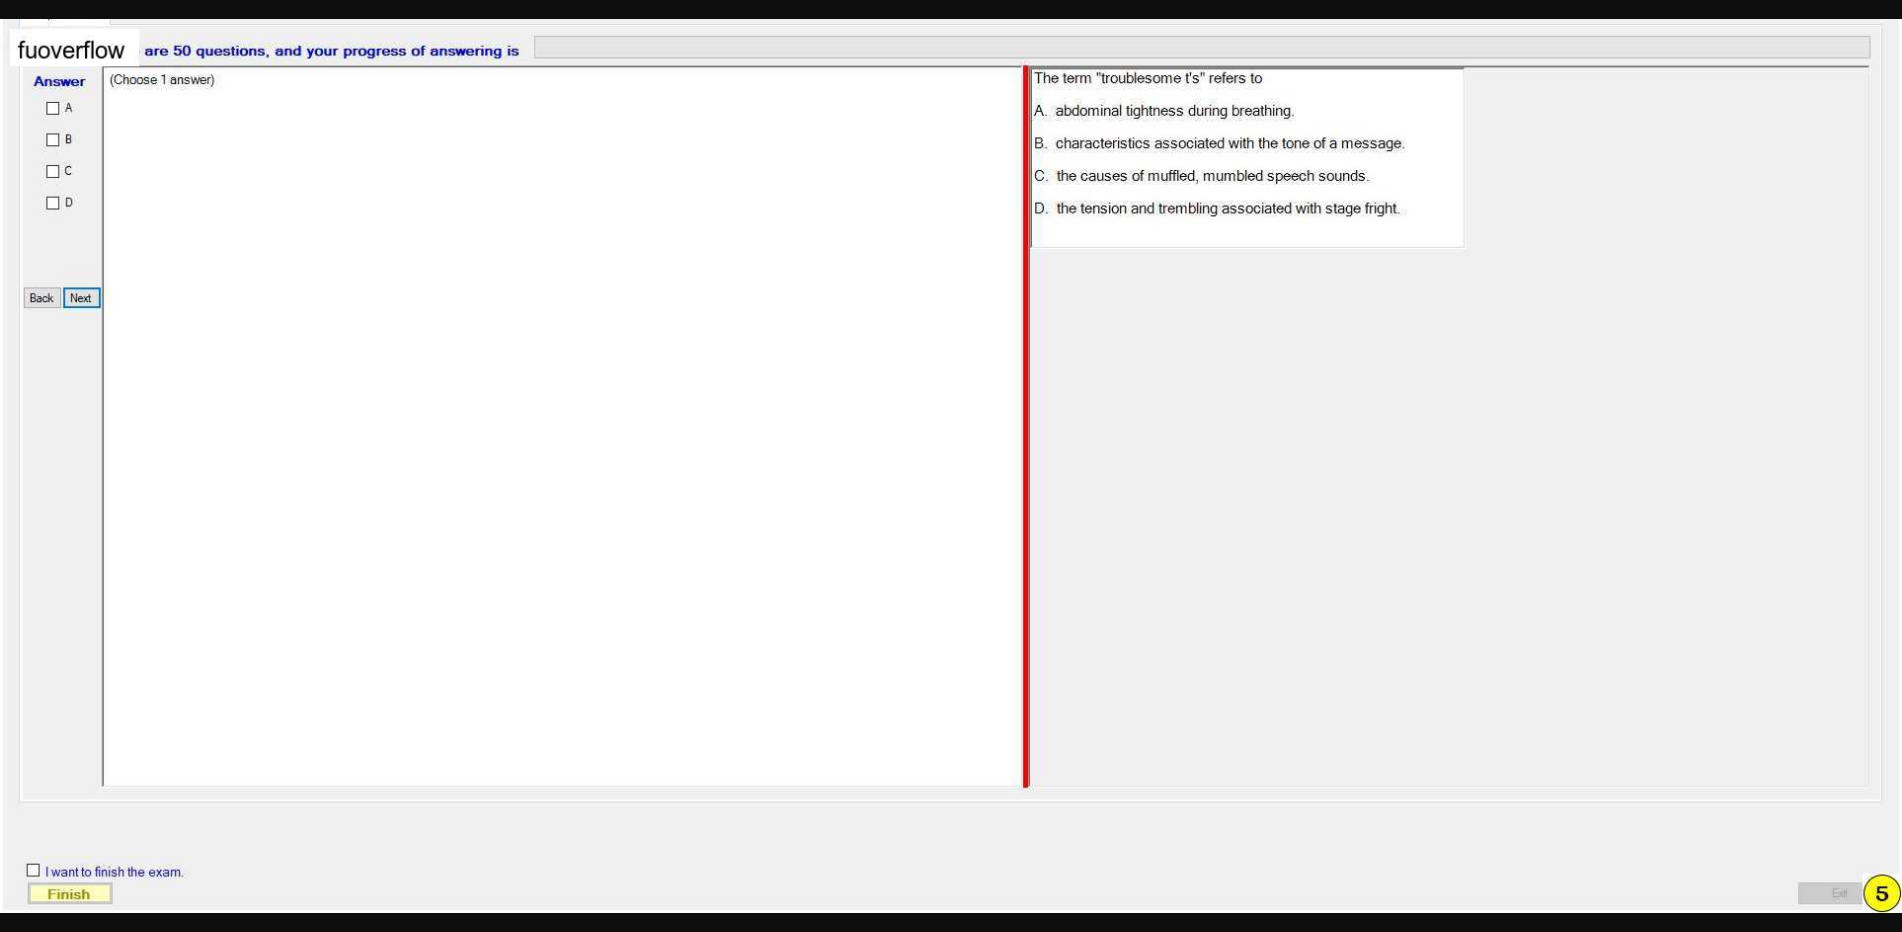 fuoverflow are 50 questions, and your progress of answering is
Answer
(Choose 1 answer)
A
B
C
D
Back Next
The term "troublesome t's" refers to
A. abdominal tightness during breathing.
B. characteristics associated with the tone of a message.
C. the causes of muffled, mumbled speech sounds.
D. the tension and trembling associated with stage fright.
I want to finish the exam.
Finish
Exit
5